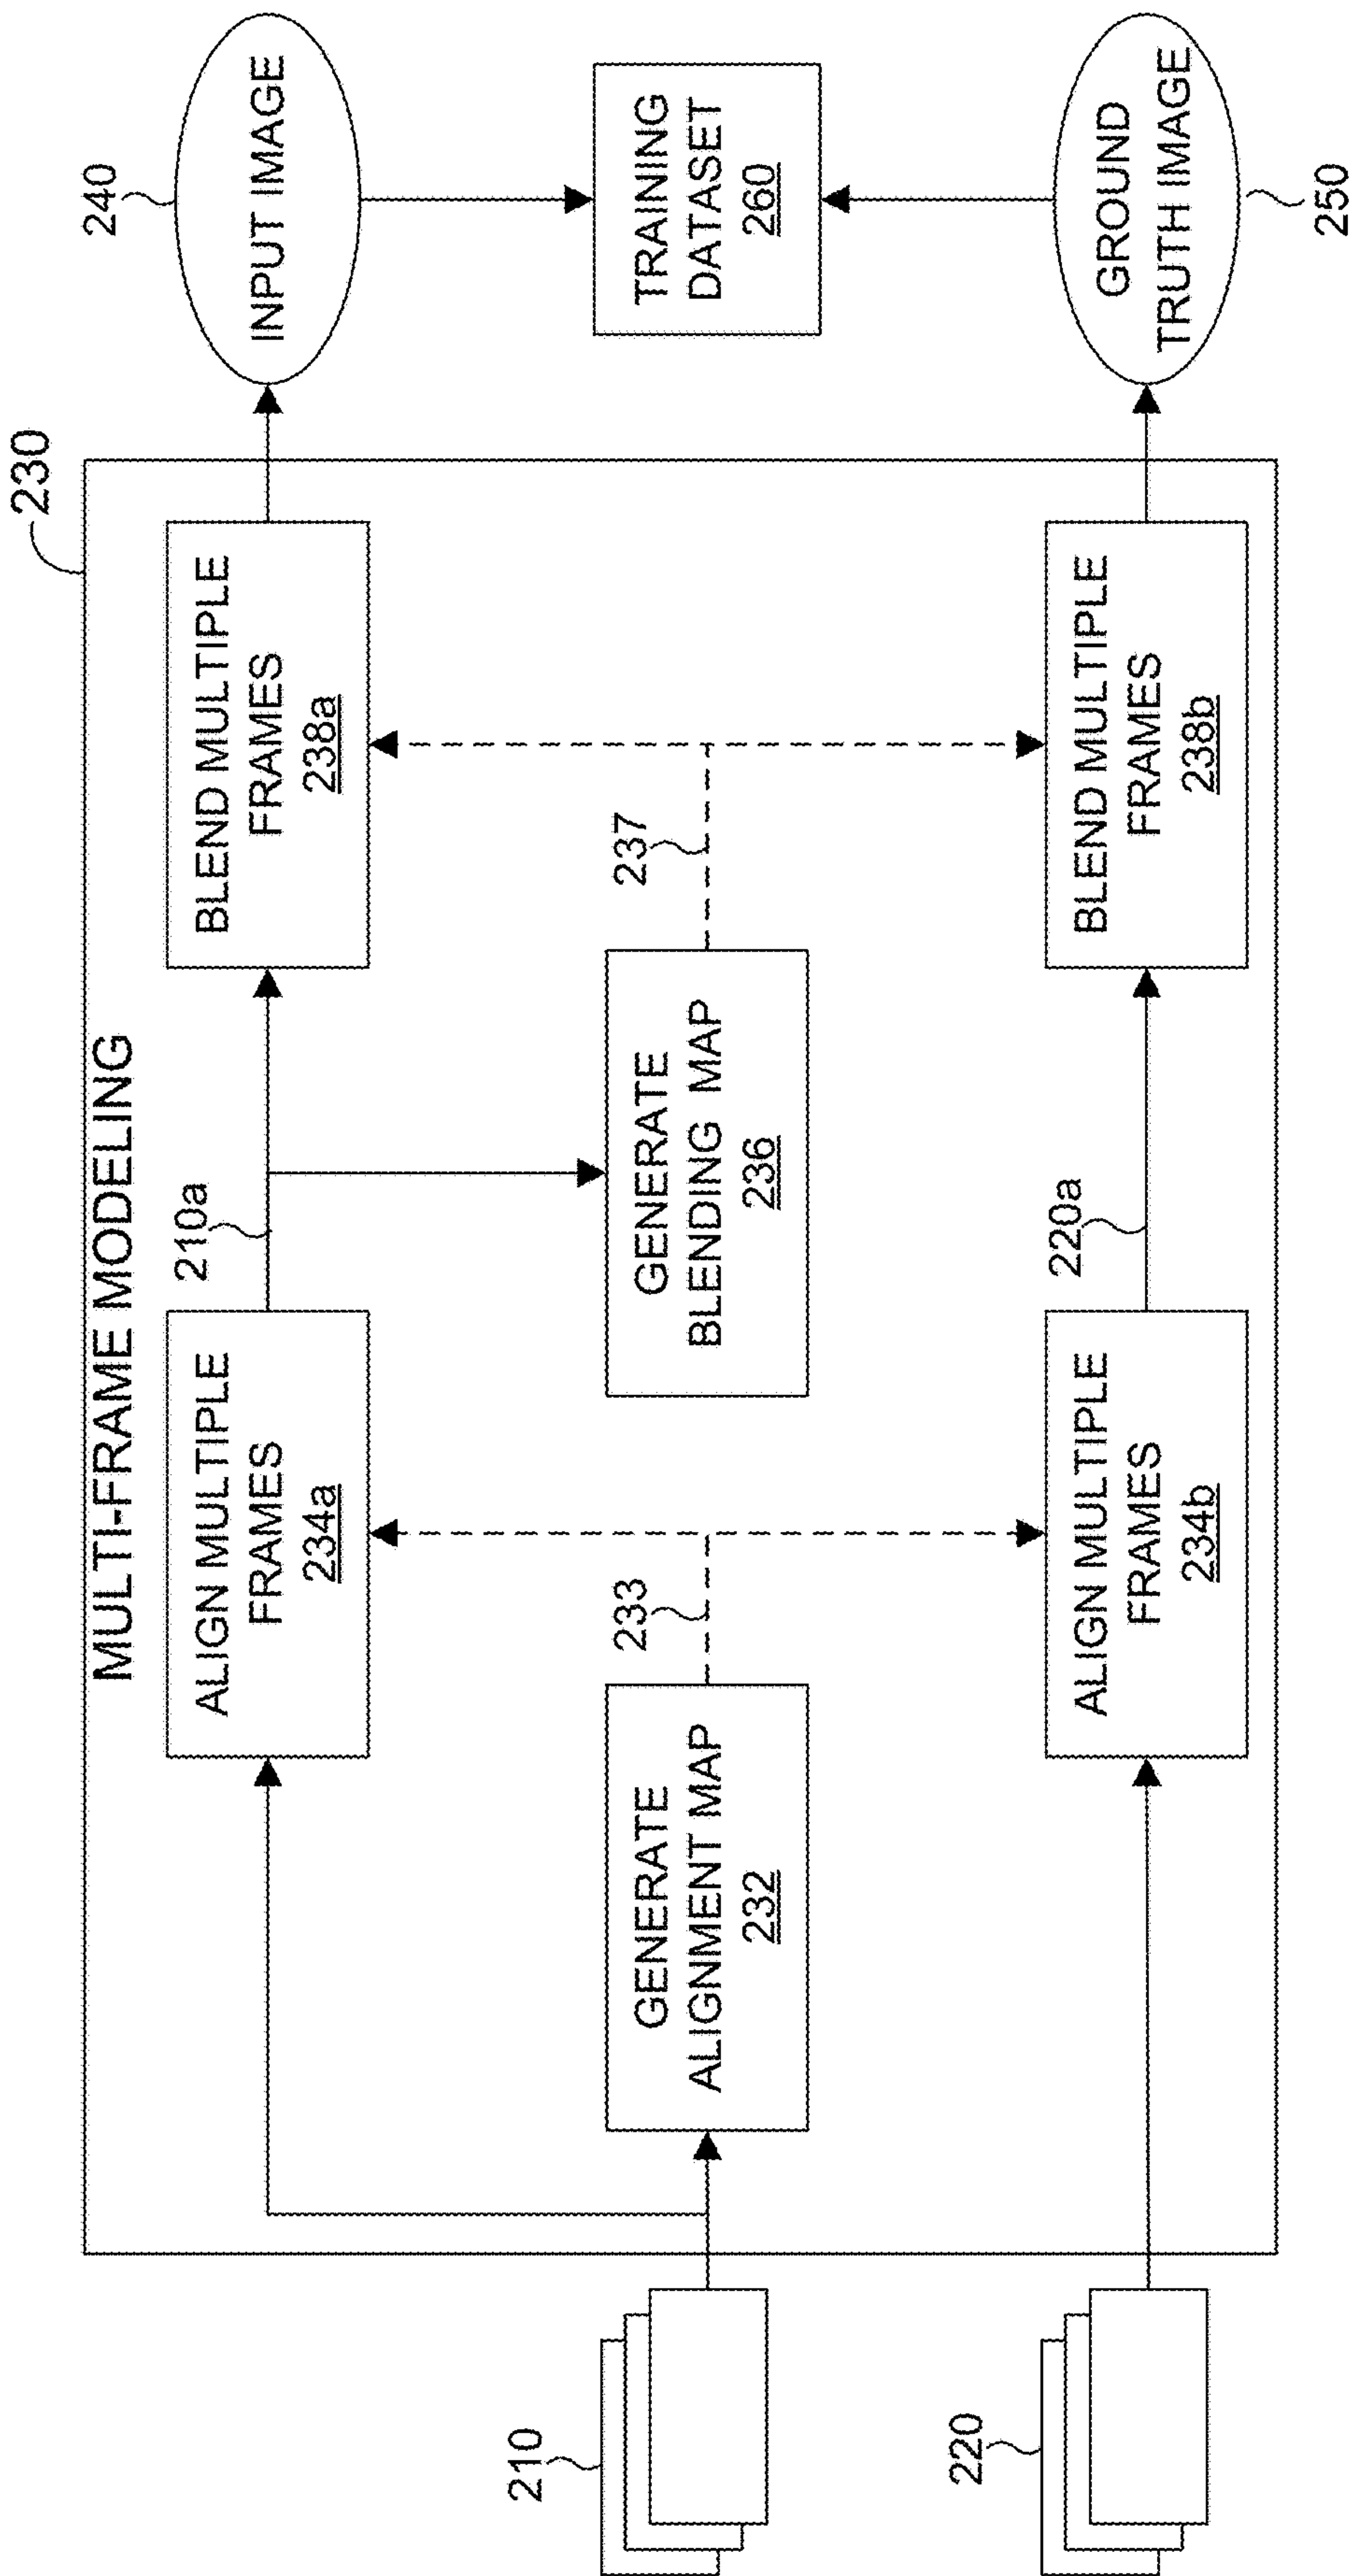 MULTI-FRAME MODELING
230
210
220
GENERATE
ALIGNMENT MAP
232
233
ALIGN MULTIPLE
FRAMES
234a
ALIGN MULTIPLE
FRAMES
234b
210a
220a
GENERATE
BLENDING MAP
236
237
BLEND MULTIPLE
FRAMES
238a
BLEND MULTIPLE
FRAMES
238b
240
INPUT IMAGE
TRAINING
DATASET
260
GROUND
TRUTH IMAGE
250